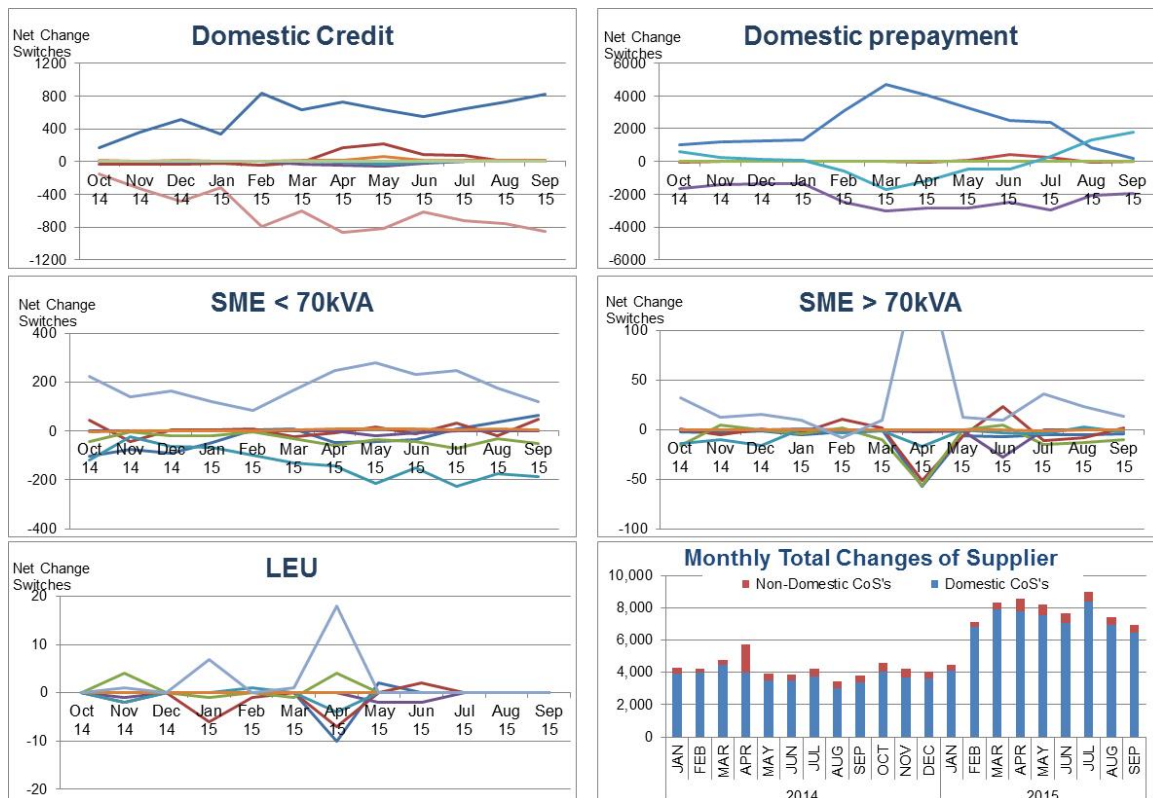 Net Change
Switches
Domestic Credit
1200
800
400
0
-400
-800
-1200
Oct Nov Dec Jan Feb Mar Apr May Jun Jul Aug Sep
14 14 14 15 15 15 15 15 15 15 15 15
Net Change
Switches
Domestic prepayment
6000
4000
2000
0
-2000
-4000
-6000
Oct Nov Dec Jan Feb Mar Apr May Jun Jul Aug Sep
14 14 14 15 15 15 15 15 15 15 15 15
Net Change
Switches
SME < 70kVA
400
200
0
-200
-400
Oct Nov Dec Jan Feb Mar Apr May Jun Jul Aug Sep
14 14 14 15 15 15 15 15 15 15 15 15
Net Change
Switches
SME > 70kVA
100
50
0
-50
-100
Oct Nov Dec Jan Feb Mar Apr May Jun Jul Aug Sep
14 14 14 15 15 15 15 15 15 15 15 15
Net Change
Switches
LEU
20
10
0
-10
-20
Oct Nov Dec Jan Feb Mar Apr May Jun Jul Aug Sep
14 14 14 15 15 15 15 15 15 15 15 15
Monthly Total Changes of Supplier
Non-Domestic CoS's Domestic CoS's
10,000
8,000
6,000
4,000
2,000
0
JAN FEB MAR APR MAY JUN JUL AUG SEP OCT NOV DEC JAN FEB MAR APR MAY JUN JUL AUG SEP
2014 2015